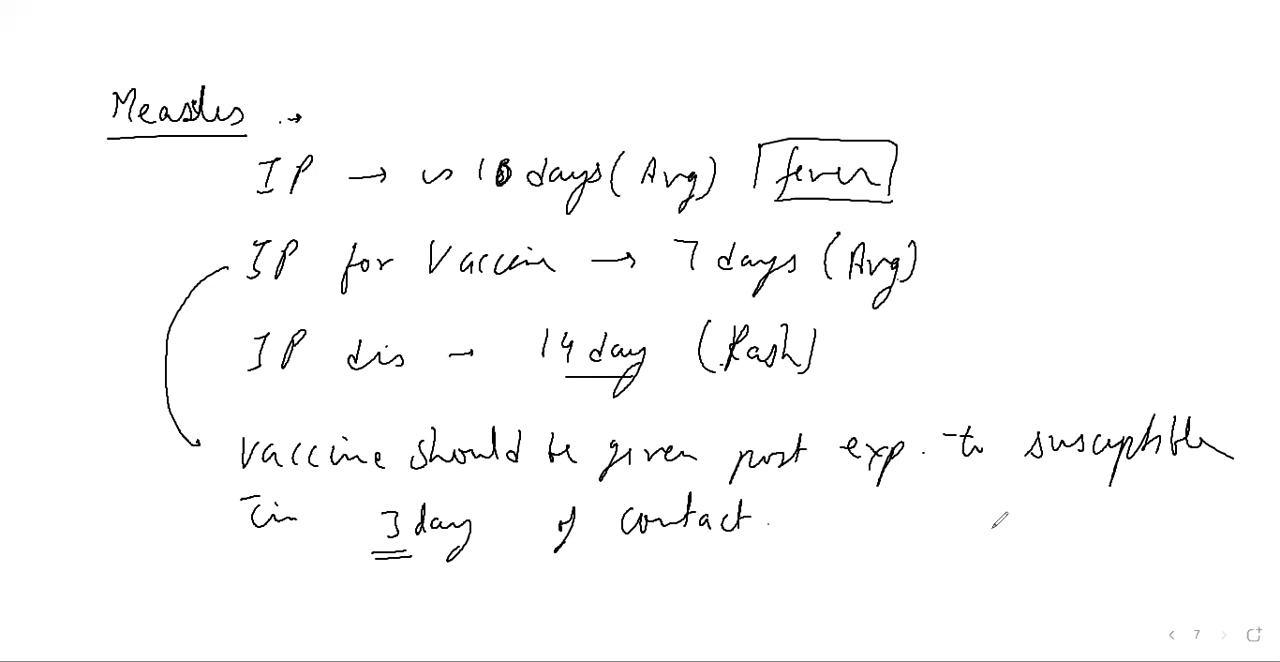 Measles →
IP → ~ 10 days (Avg) fever
IP for Vaccine → 7 days (Avg)
IP dis → 14 day (Rash)
vaccine should be given post exp. to susceptible
in 3 day of contact.
7